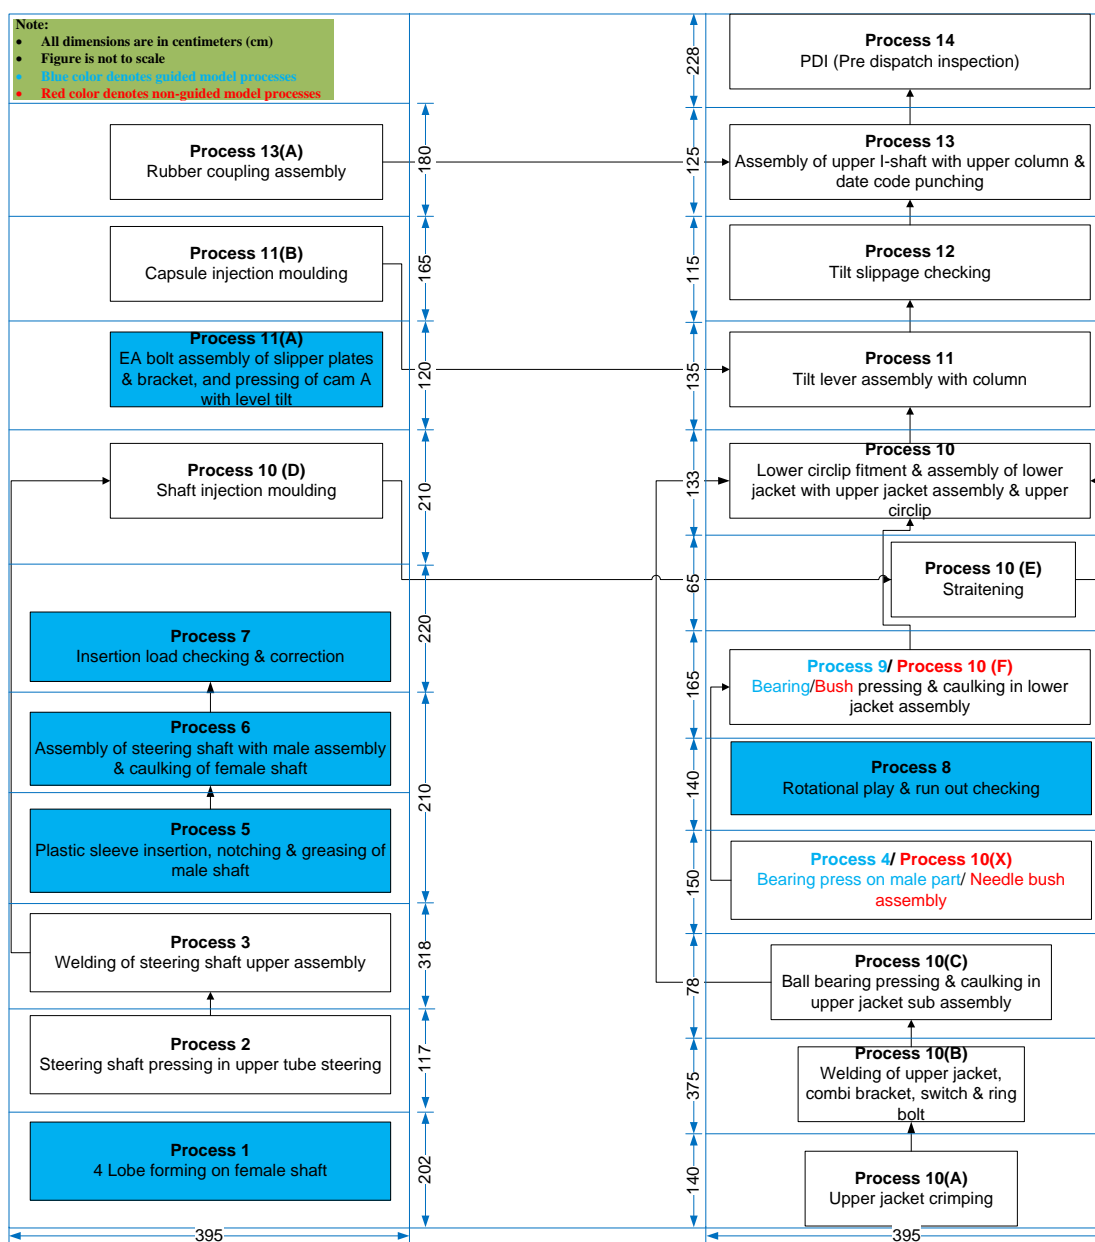 Note:
• All dimensions are in centimeters (cm)
• Figure is not to scale
• Blue color denotes guided model processes
• Red color denotes non-guided model processes
Process 13(A)
Rubber coupling assembly
180
Process 11(B)
Capsule injection moulding
165
Process 11(A)
EA bolt assembly of slipper plates
& bracket, and pressing of cam A
with level tilt
120
Process 10 (D)
Shaft injection moulding
210
220
Process 7
Insertion load checking & correction
Process 6
Assembly of steering shaft with male assembly
& caulking of female shaft
210
Process 5
Plastic sleeve insertion, notching & greasing of
male shaft
Process 3
Welding of steering shaft upper assembly
318
Process 2
Steering shaft pressing in upper tube steering
117
Process 1
4 Lobe forming on female shaft
202
395
228
Process 14
PDI (Pre dispatch inspection)
125
Process 13
Assembly of upper I-shaft with upper column &
date code punching
115
Process 12
Tilt slippage checking
135
Process 11
Tilt lever assembly with column
133
Process 10
Lower circlip fitment & assembly of lower
jacket with upper jacket assembly & upper
circlip
65
Process 10 (E)
Straitening
165
Process 9/ Process 10 (F)
Bearing/Bush pressing & caulking in lower
jacket assembly
140
Process 8
Rotational play & run out checking
150
Process 4/ Process 10(X)
Bearing press on male part/ Needle bush
assembly
78
Process 10(C)
Ball bearing pressing & caulking in
upper jacket sub assembly
375
Process 10(B)
Welding of upper jacket,
combi bracket, switch & ring
bolt
140
Process 10(A)
Upper jacket crimping
395